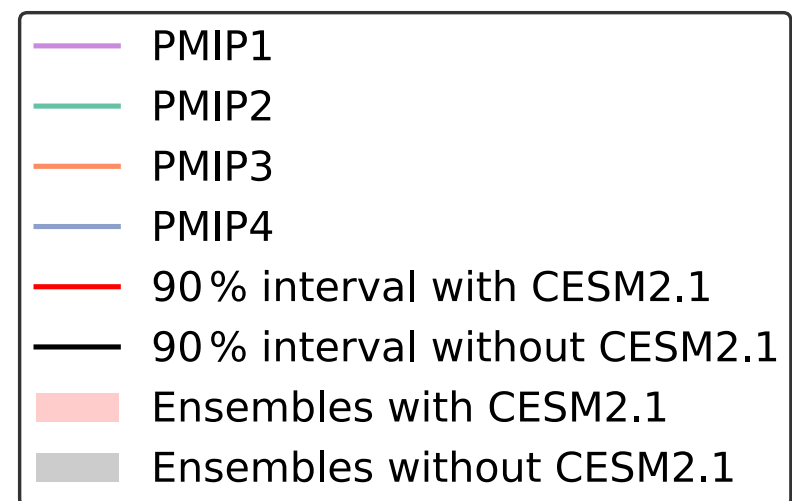 PMIP1
PMIP2
PMIP3
PMIP4
90 % interval with CESM2.1
90 % interval without CESM2.1
Ensembles with CESM2.1
Ensembles without CESM2.1